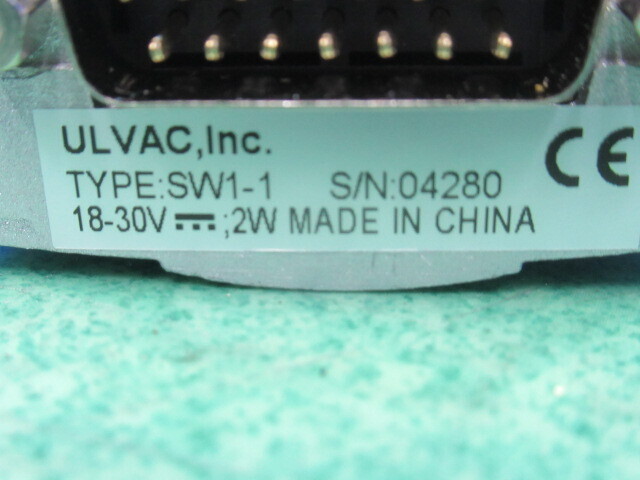 ULVAC,Inc.
TYPE:SW1-1 S/N:04280
18-30V⎓;2W MADE IN CHINA
CE